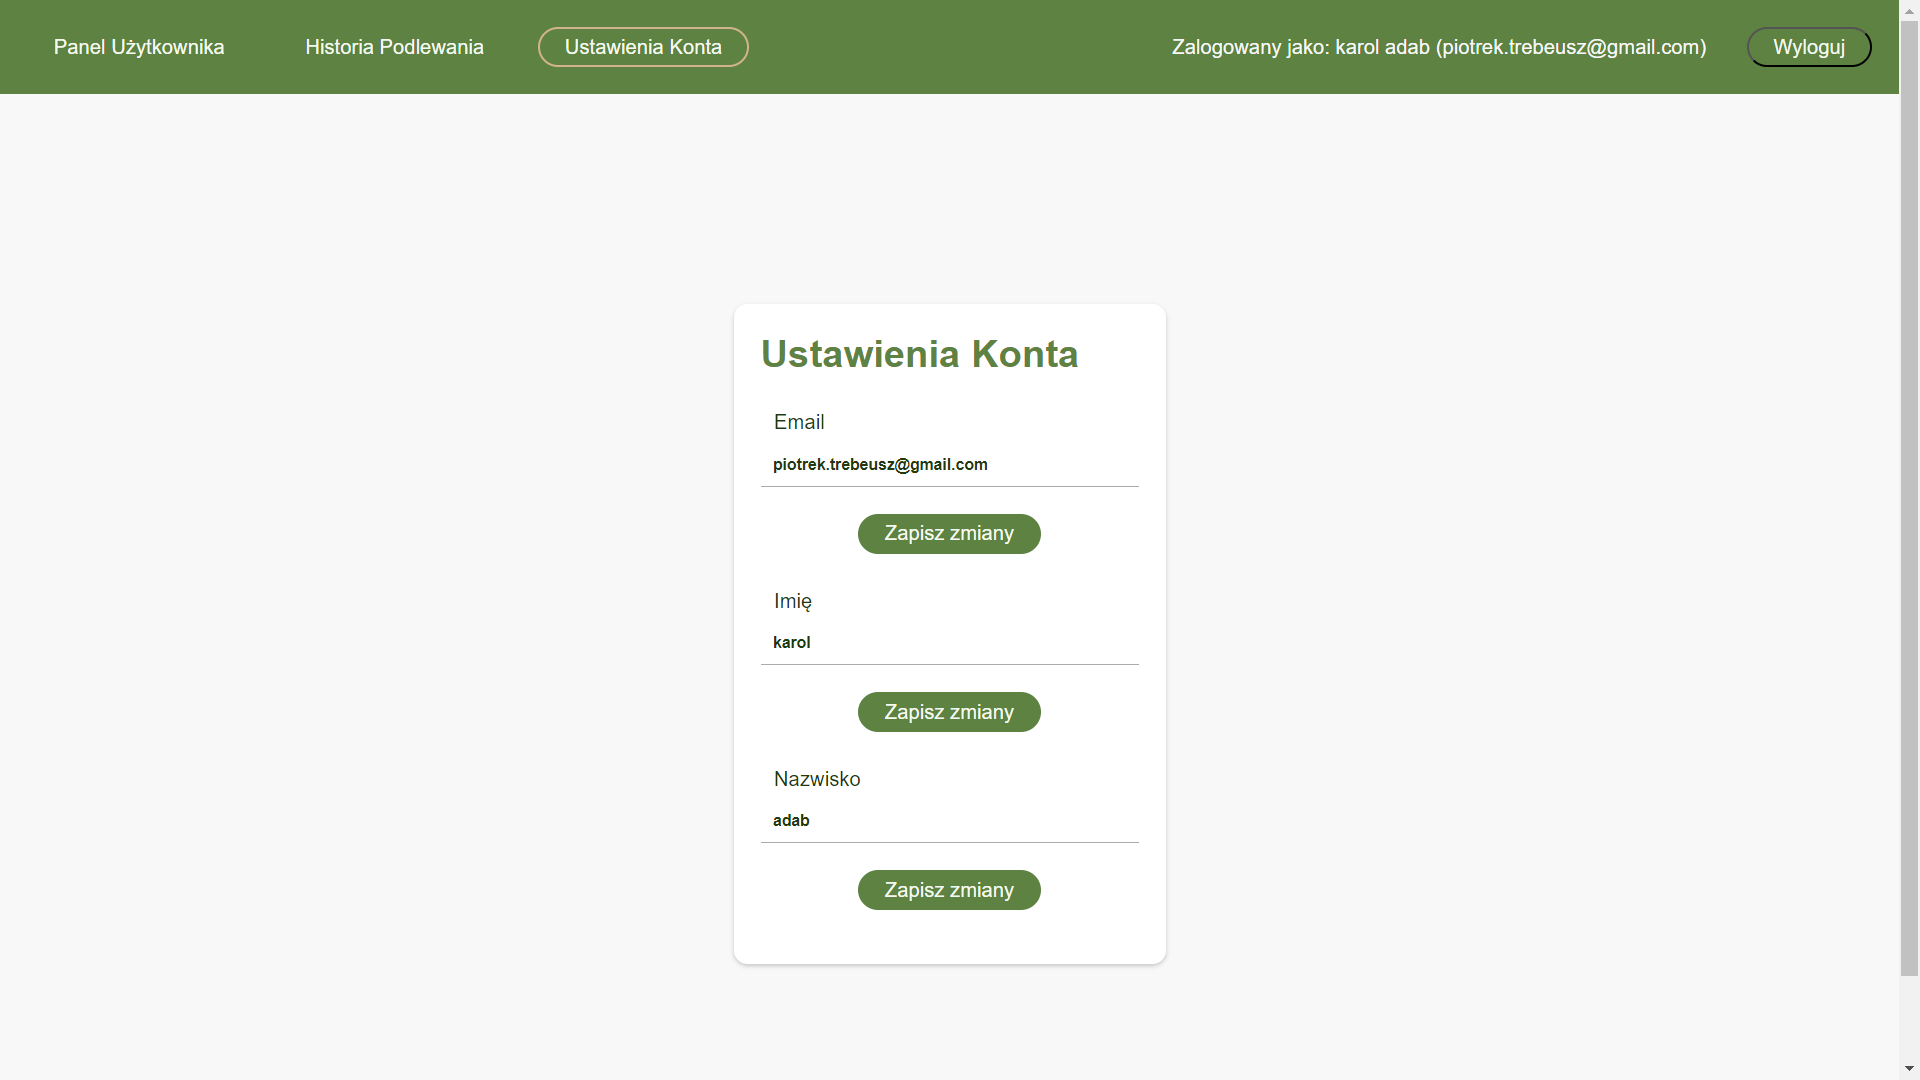 Panel Użytkownika
Historia Podlewania
Ustawienia Konta
Zalogowany jako: karol adab (piotrek.trebeusz@gmail.com)
Wyloguj
Ustawienia Konta
Email
piotrek.trebeusz@gmail.com
Zapisz zmiany
Imię
karol
Zapisz zmiany
Nazwisko
adab
Zapisz zmiany